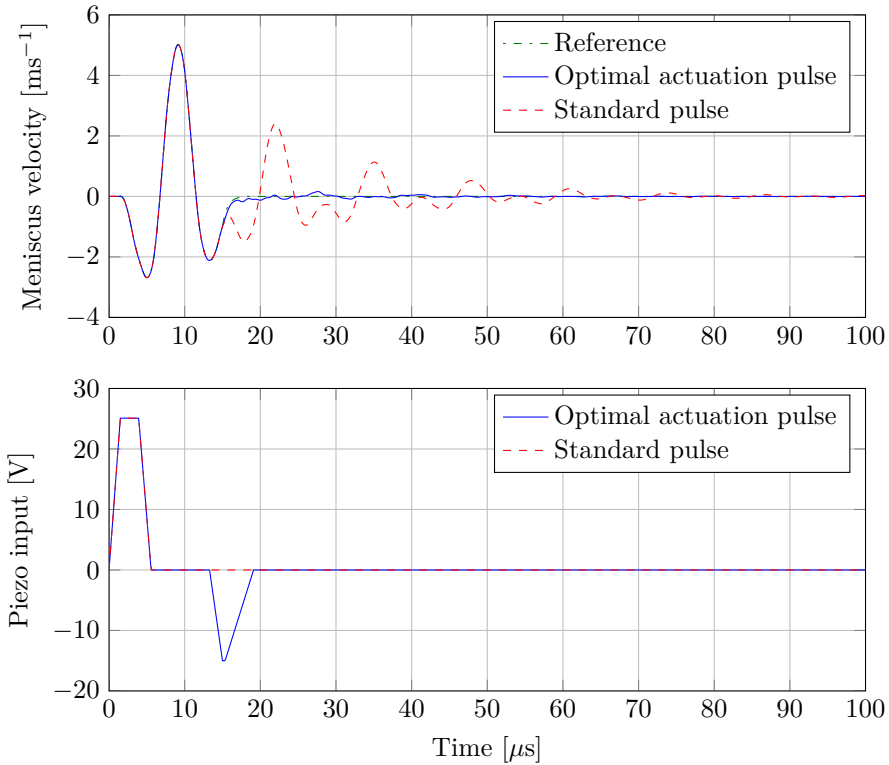 6
4
2
0
−2
−4
Meniscus velocity [ms⁻¹]
Reference
Optimal actuation pulse
Standard pulse
0 10 20 30 40 50 60 70 80 90 100
30
20
10
0
−10
−20
Piezo input [V]
Optimal actuation pulse
Standard pulse
0 10 20 30 40 50 60 70 80 90 100
Time [μs]